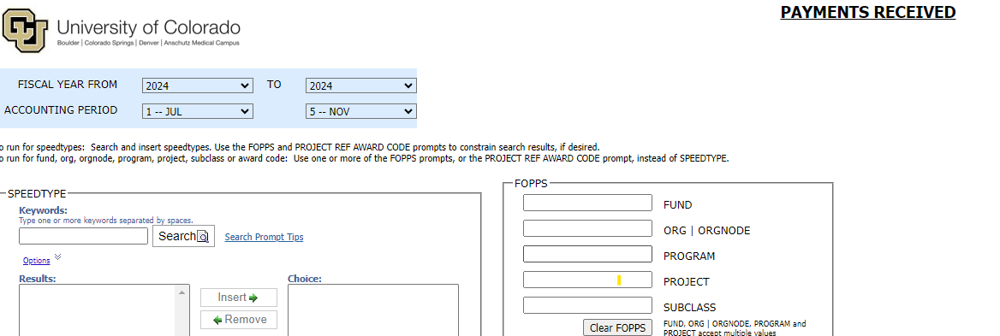 PAYMENTS RECEIVED
University of Colorado
Boulder | Colorado Springs | Denver | Anschutz Medical Campus
FISCAL YEAR FROM 2024 TO 2024
ACCOUNTING PERIOD 1 -- JUL 5 -- NOV
o run for speedtypes: Search and insert speedtypes. Use the FOPPS and PROJECT REF AWARD CODE prompts to constrain search results, if desired.
o run for fund, org, orgnode, program, project, subclass or award code: Use one or more of the FOPPS prompts, or the PROJECT REF AWARD CODE prompt, instead of SPEEDTYPE.
SPEEDTYPE
Keywords:
Type one or more keywords separated by spaces.
Search Search Prompt Tips
Options
Results: Choice:
Insert
Remove
FOPPS
FUND
ORG | ORGNODE
PROGRAM
PROJECT
SUBCLASS
Clear FOPPS
FUND, ORG | ORGNODE, PROGRAM and
PROJECT accept multiple values